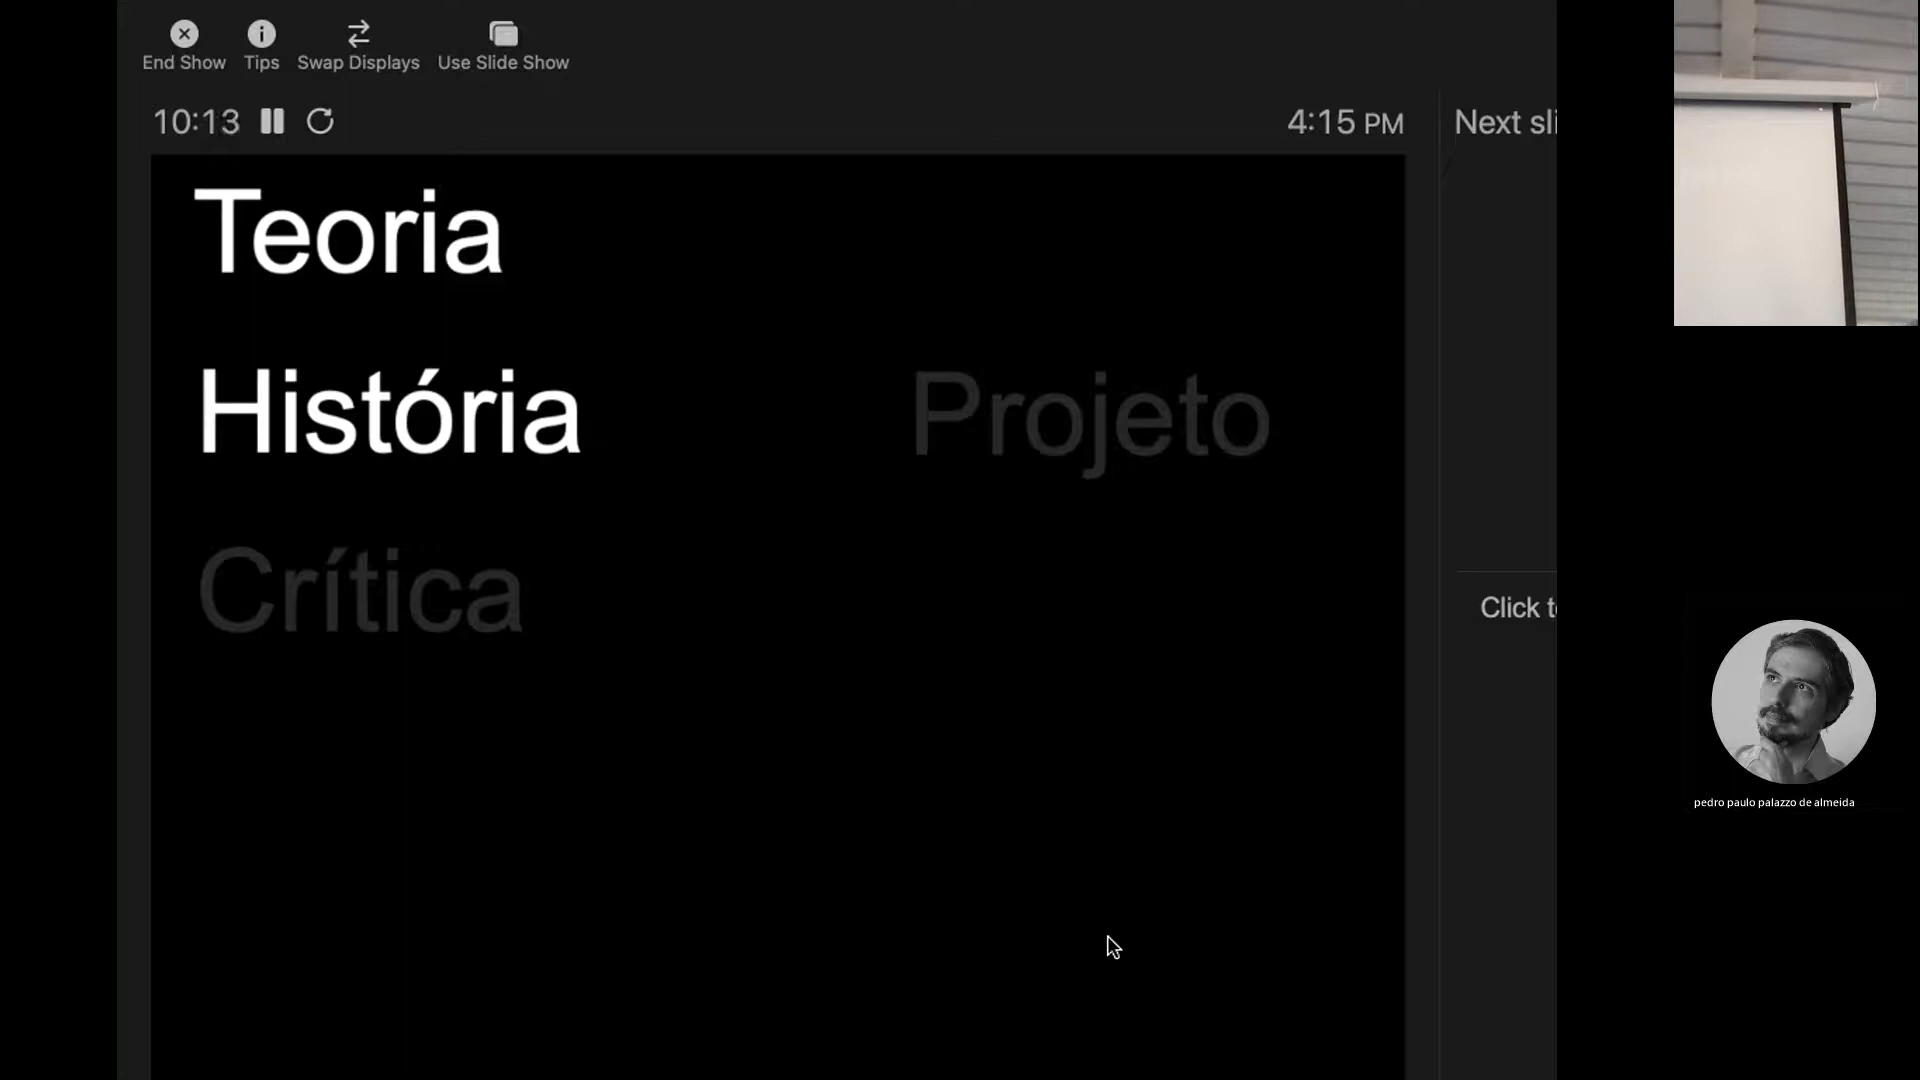 End Show Tips Swap Displays Use Slide Show
10:13 4:15 PM Next sli
Teoria
História Projeto
Crítica
Click t
pedro paulo palazzo de almeida